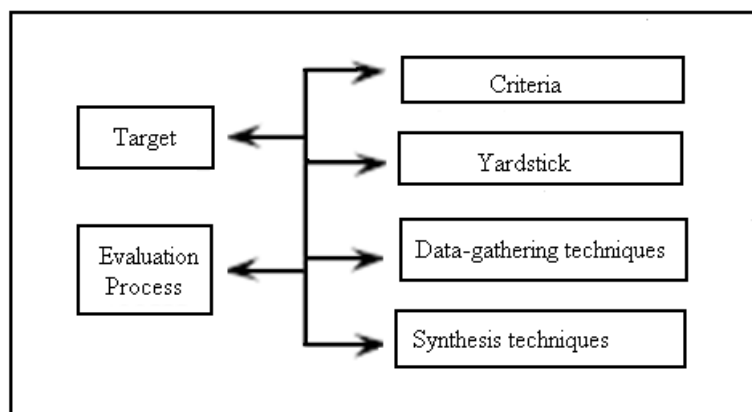 Target
Evaluation
Process
Criteria
Yardstick
Data-gathering techniques
Synthesis techniques